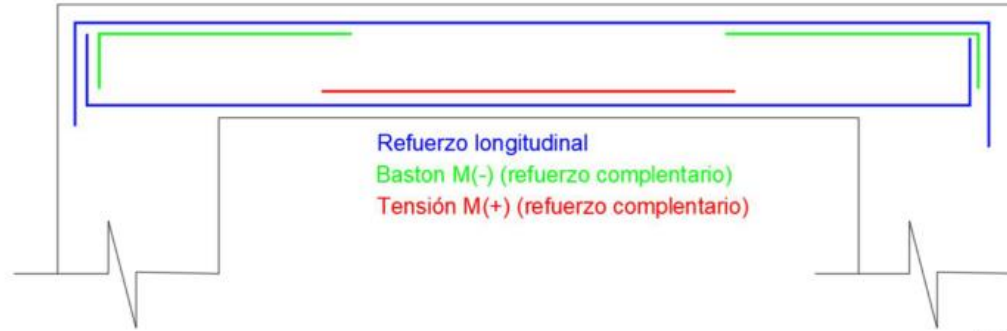 Refuerzo longitudinal
Baston M(-) (refuerzo complentario)
Tensión M(+) (refuerzo complentario)